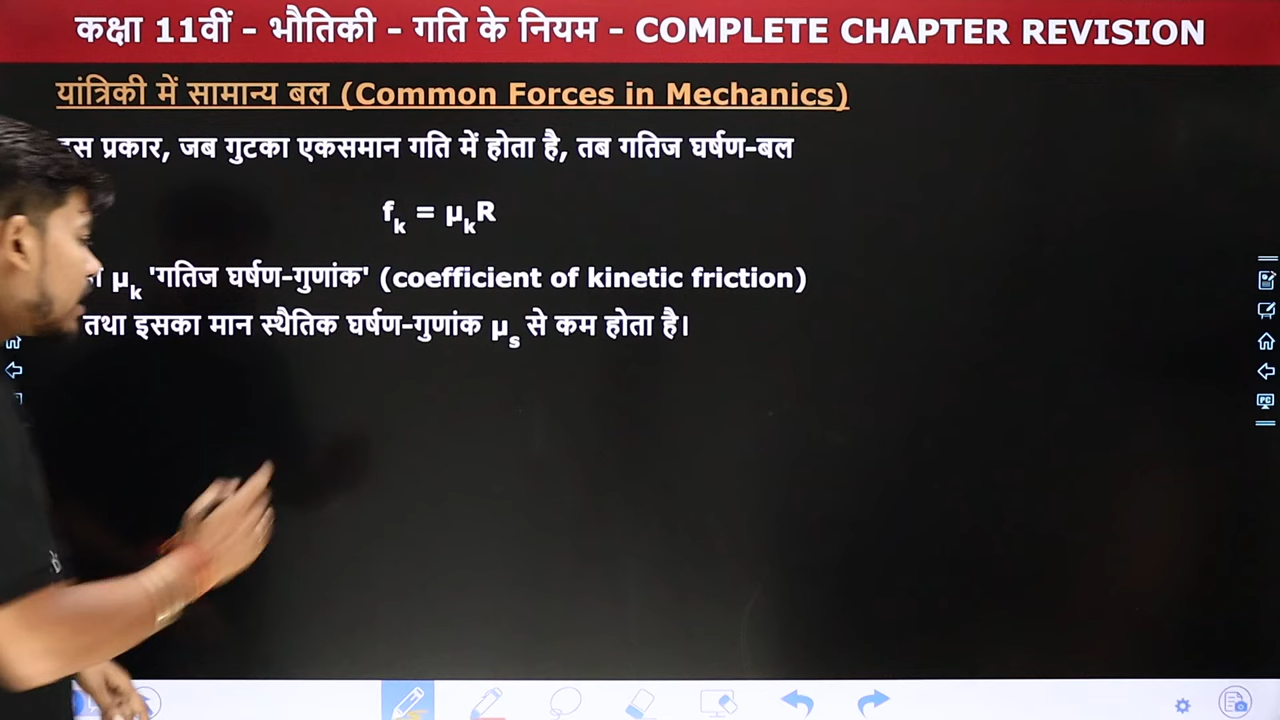 कक्षा 11वीं - भौतिकी - गति के नियम - COMPLETE CHAPTER REVISION
यांत्रिकी में सामान्य बल (Common Forces in Mechanics)
प्रकार, जब गुटका एकसमान गति में होता है, तब गतिज घर्षण-बल
fₖ = μₖR
μₖ 'गतिज घर्षण-गुणांक' (coefficient of kinetic friction)
तथा इसका मान स्थैतिक घर्षण-गुणांक μₛ से कम होता है।
PC